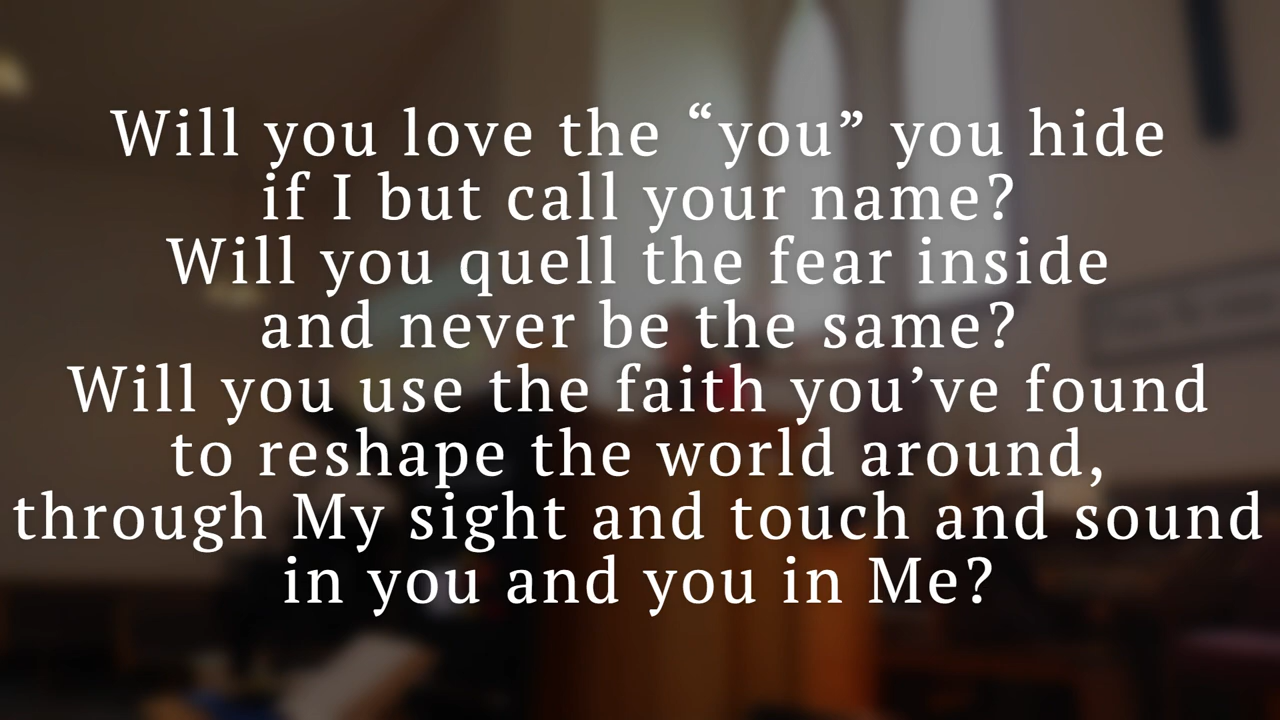 Will you love the “you” you hide
if I but call your name?
Will you quell the fear inside
and never be the same?
Will you use the faith you’ve found
to reshape the world around,
through My sight and touch and sound
in you and you in Me?